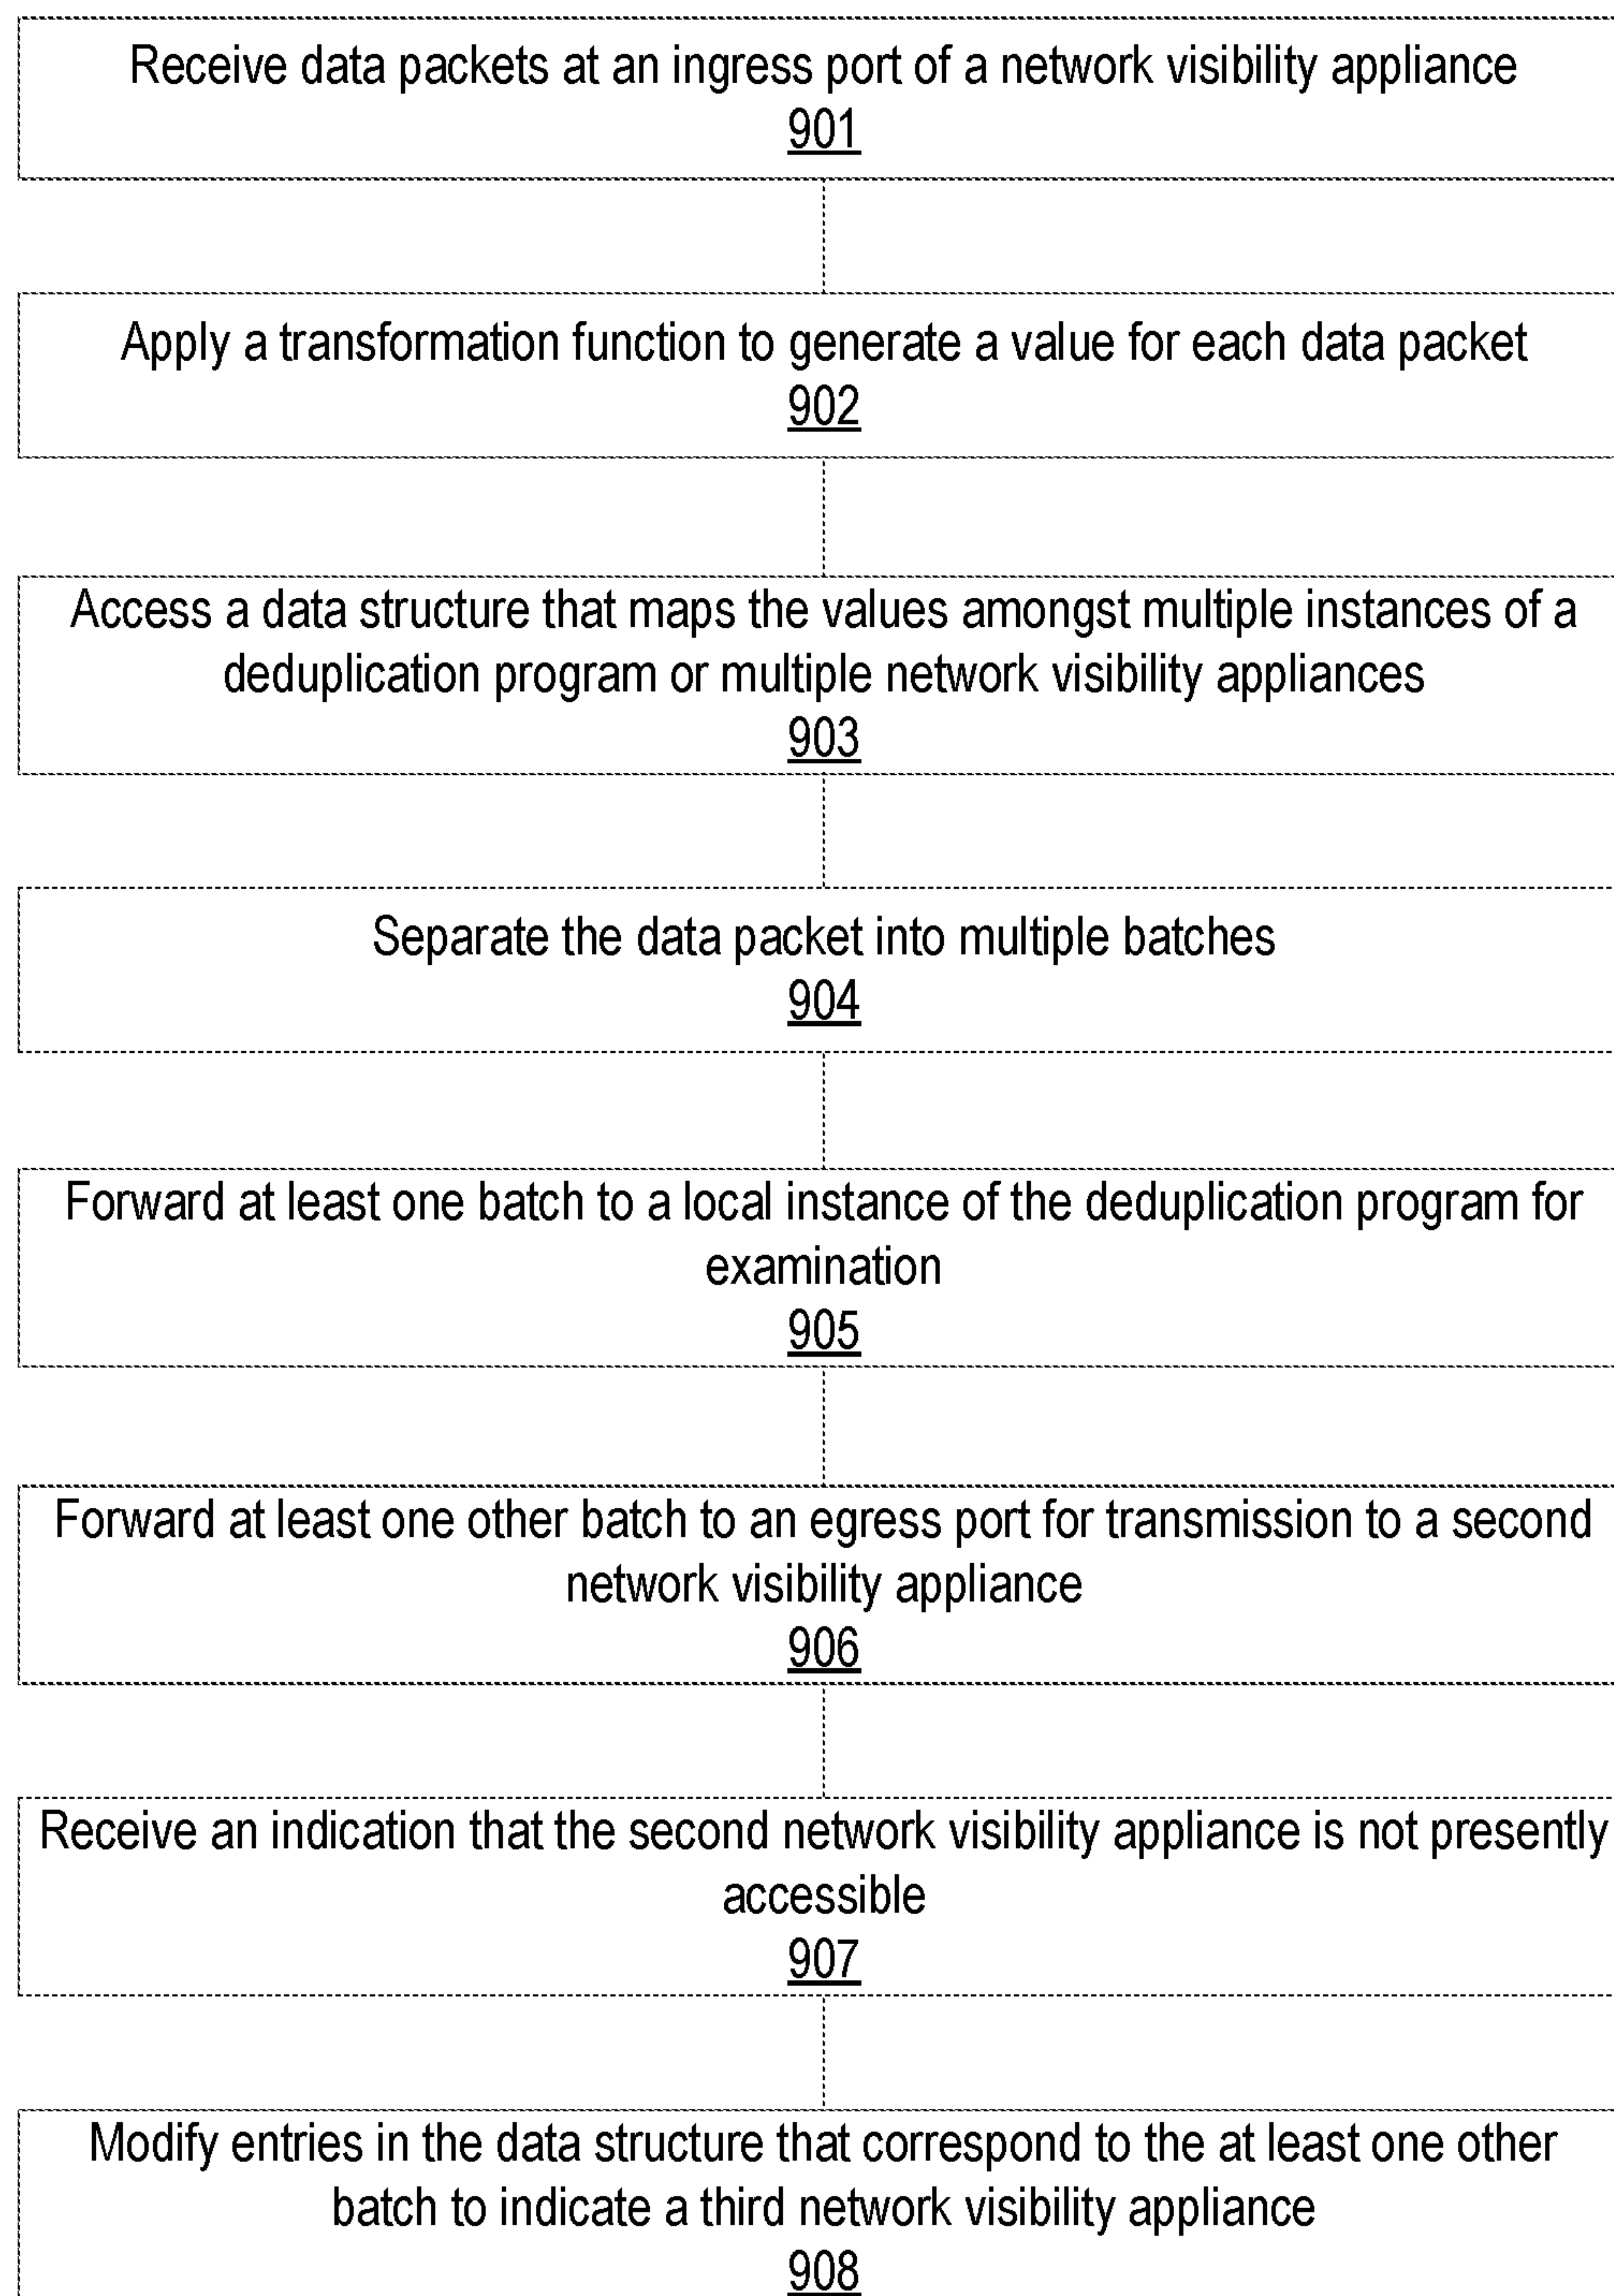 Receive data packets at an ingress port of a network visibility appliance
901
Apply a transformation function to generate a value for each data packet
902
Access a data structure that maps the values amongst multiple instances of a
deduplication program or multiple network visibility appliances
903
Separate the data packet into multiple batches
904
Forward at least one batch to a local instance of the deduplication program for
examination
905
Forward at least one other batch to an egress port for transmission to a second
network visibility appliance
906
Receive an indication that the second network visibility appliance is not presently
accessible
907
Modify entries in the data structure that correspond to the at least one other
batch to indicate a third network visibility appliance
908